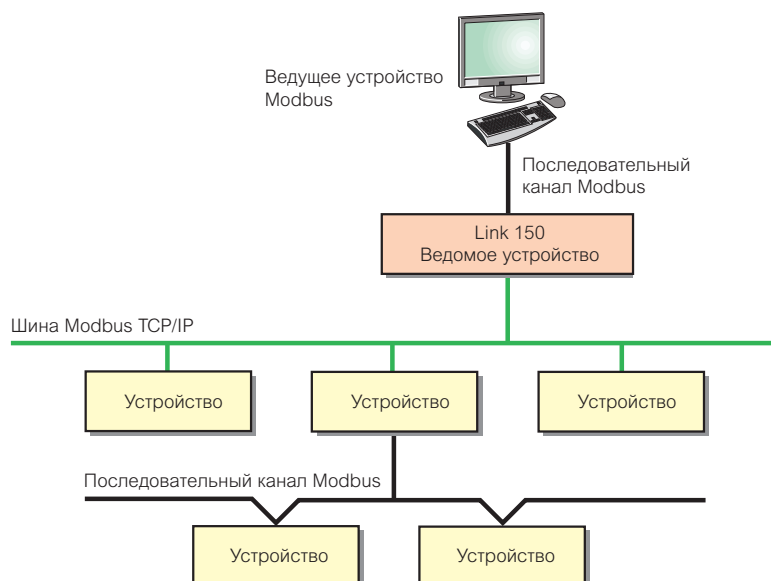 Ведущее устройство
Modbus
Последовательный
канал Modbus
Link 150
Ведомое устройство
Шина Modbus TCP/IP
Устройство
Устройство
Устройство
Последовательный канал Modbus
Устройство
Устройство